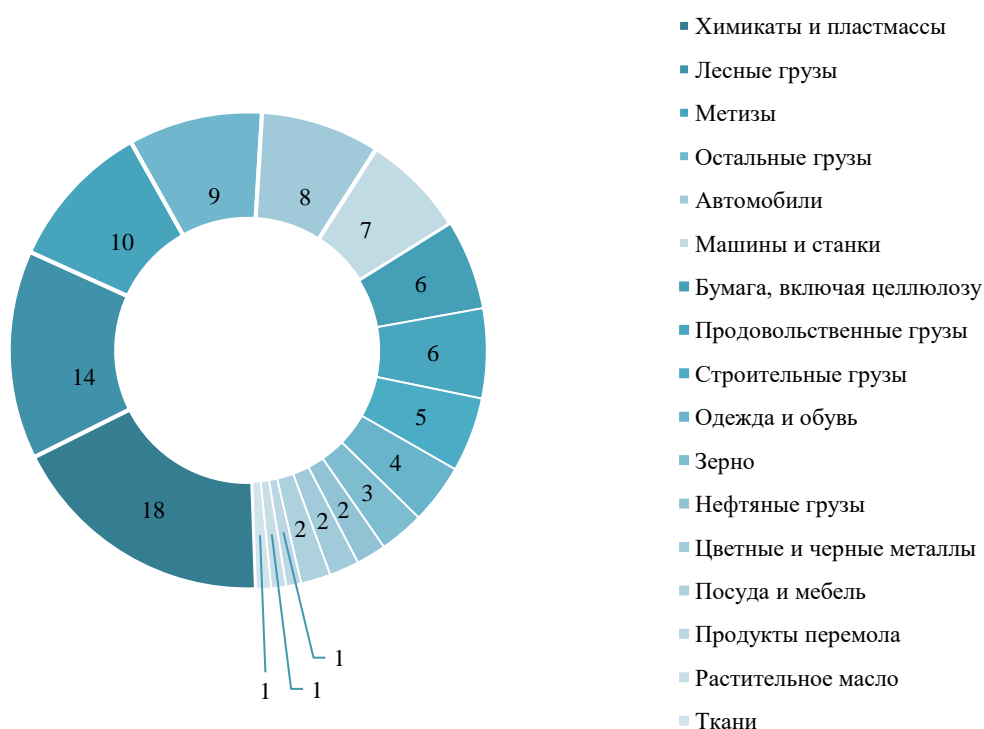 Химикаты и пластмассы
Лесные грузы
Метизы
Остальные грузы
Автомобили
Машины и станки
Бумага, включая целлюлозу
Продовольственные грузы
Строительные грузы
Одежда и обувь
Зерно
Нефтяные грузы
Цветные и черные металлы
Посуда и мебель
Продукты перемола
Растительное масло
Ткани
18
14
10
9
8
7
6
6
5
4
3
2
2
2
1
1
1